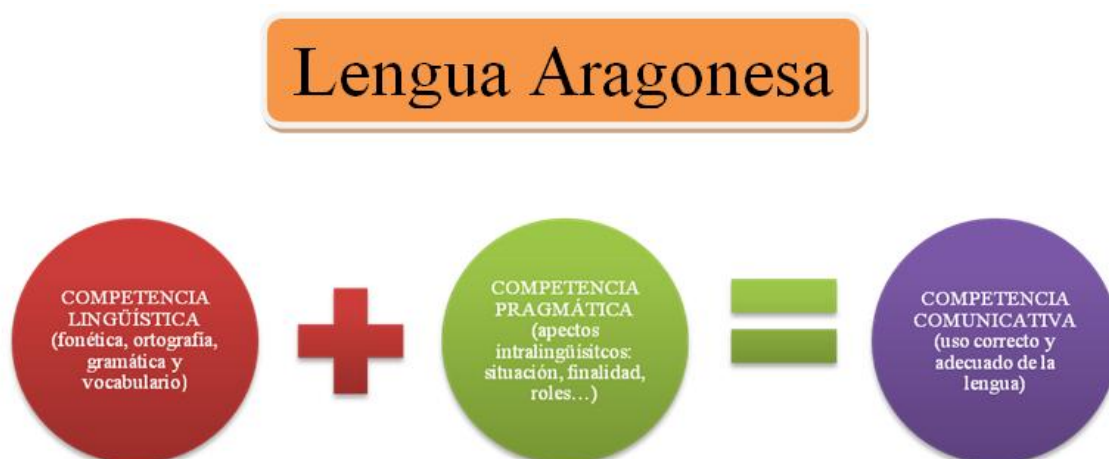 Lengua Aragonesa
COMPETENCIA
LINGÜÍSTICA
(fonética, ortografía,
gramática y
vocabulario)
COMPETENCIA
PRAGMÁTICA
(apectos
intralingüísitcos:
situación, finalidad,
roles…)
COMPETENCIA
COMUNICATIVA
(uso correcto y
adecuado de la
lengua)